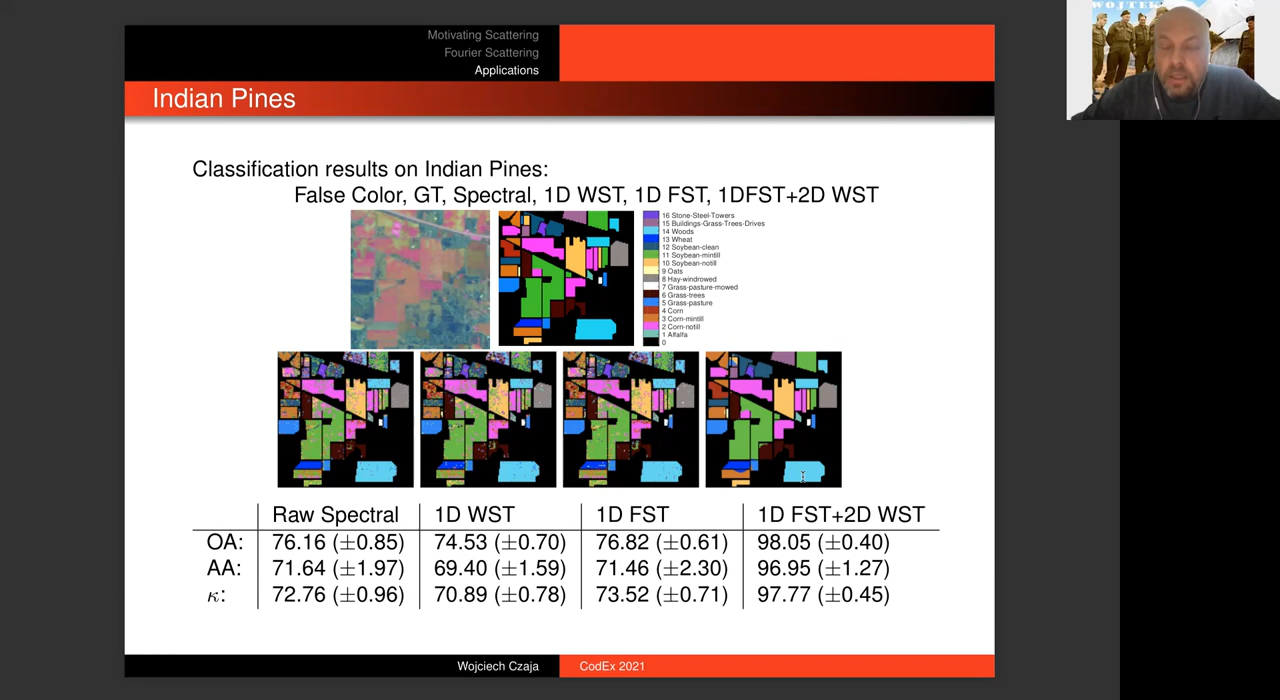 Motivating Scattering
Fourier Scattering
Applications
Indian Pines
Classification results on Indian Pines:
False Color, GT, Spectral, 1D WST, 1D FST, 1DFST+2D WST
16 Stone-Steel-Towers
15 Buildings-Grass-Trees-Drives
14 Woods
13 Wheat
12 Soybean-clean
11 Soybean-mintill
10 Soybean-notill
9 Oats
8 Hay-windrowed
7 Grass-pasture-mowed
6 Grass-trees
5 Grass-pasture
4 Corn
3 Corn-mintill
2 Corn-notill
1 Alfalfa
0
Raw Spectral 1D WST 1D FST 1D FST+2D WST
OA: 76.16 (±0.85) 74.53 (±0.70) 76.82 (±0.61) 98.05 (±0.40)
AA: 71.64 (±1.97) 69.40 (±1.59) 71.46 (±2.30) 96.95 (±1.27)
κ: 72.76 (±0.96) 70.89 (±0.78) 73.52 (±0.71) 97.77 (±0.45)
Wojciech Czaja CodEx 2021
WOJTEK